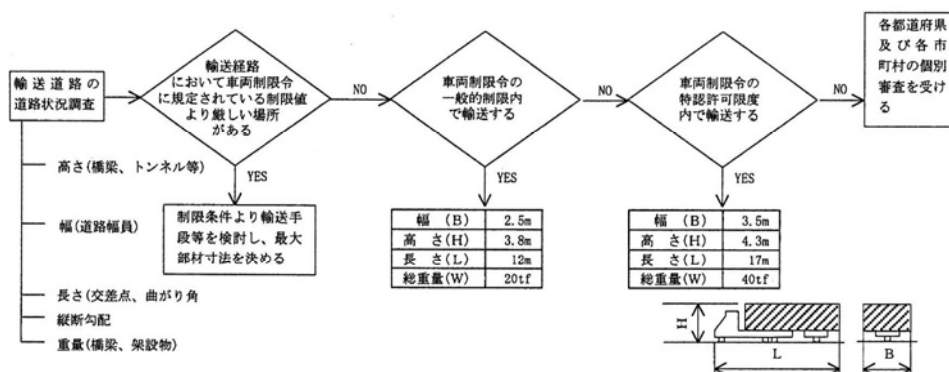 輸送道路の
道路状況調査
高さ(橋梁、トンネル等)
幅(道路幅員)
長さ(交差点、曲がり角
縦断勾配
重量(橋梁、架設物)
輸送経路
において車両制限令
に規定されている制限値
より厳しい場所
がある
NO
YES
制限条件より輸送手
段等を検討し、最大
部材寸法を決める
車両制限令の
一般的制限内
で輸送する
NO
YES
幅 (B) 2.5m
高 さ(H) 3.8m
長 さ(L) 12m
総重量(W) 20tf
車両制限令の
特認許可限度
内で輸送する
NO
YES
幅 (B) 3.5m
高 さ(H) 4.3m
長 さ(L) 17m
総重量(W) 40tf
各都道府県
及び各市
町村の個別
審査を受け
る
H
L
B